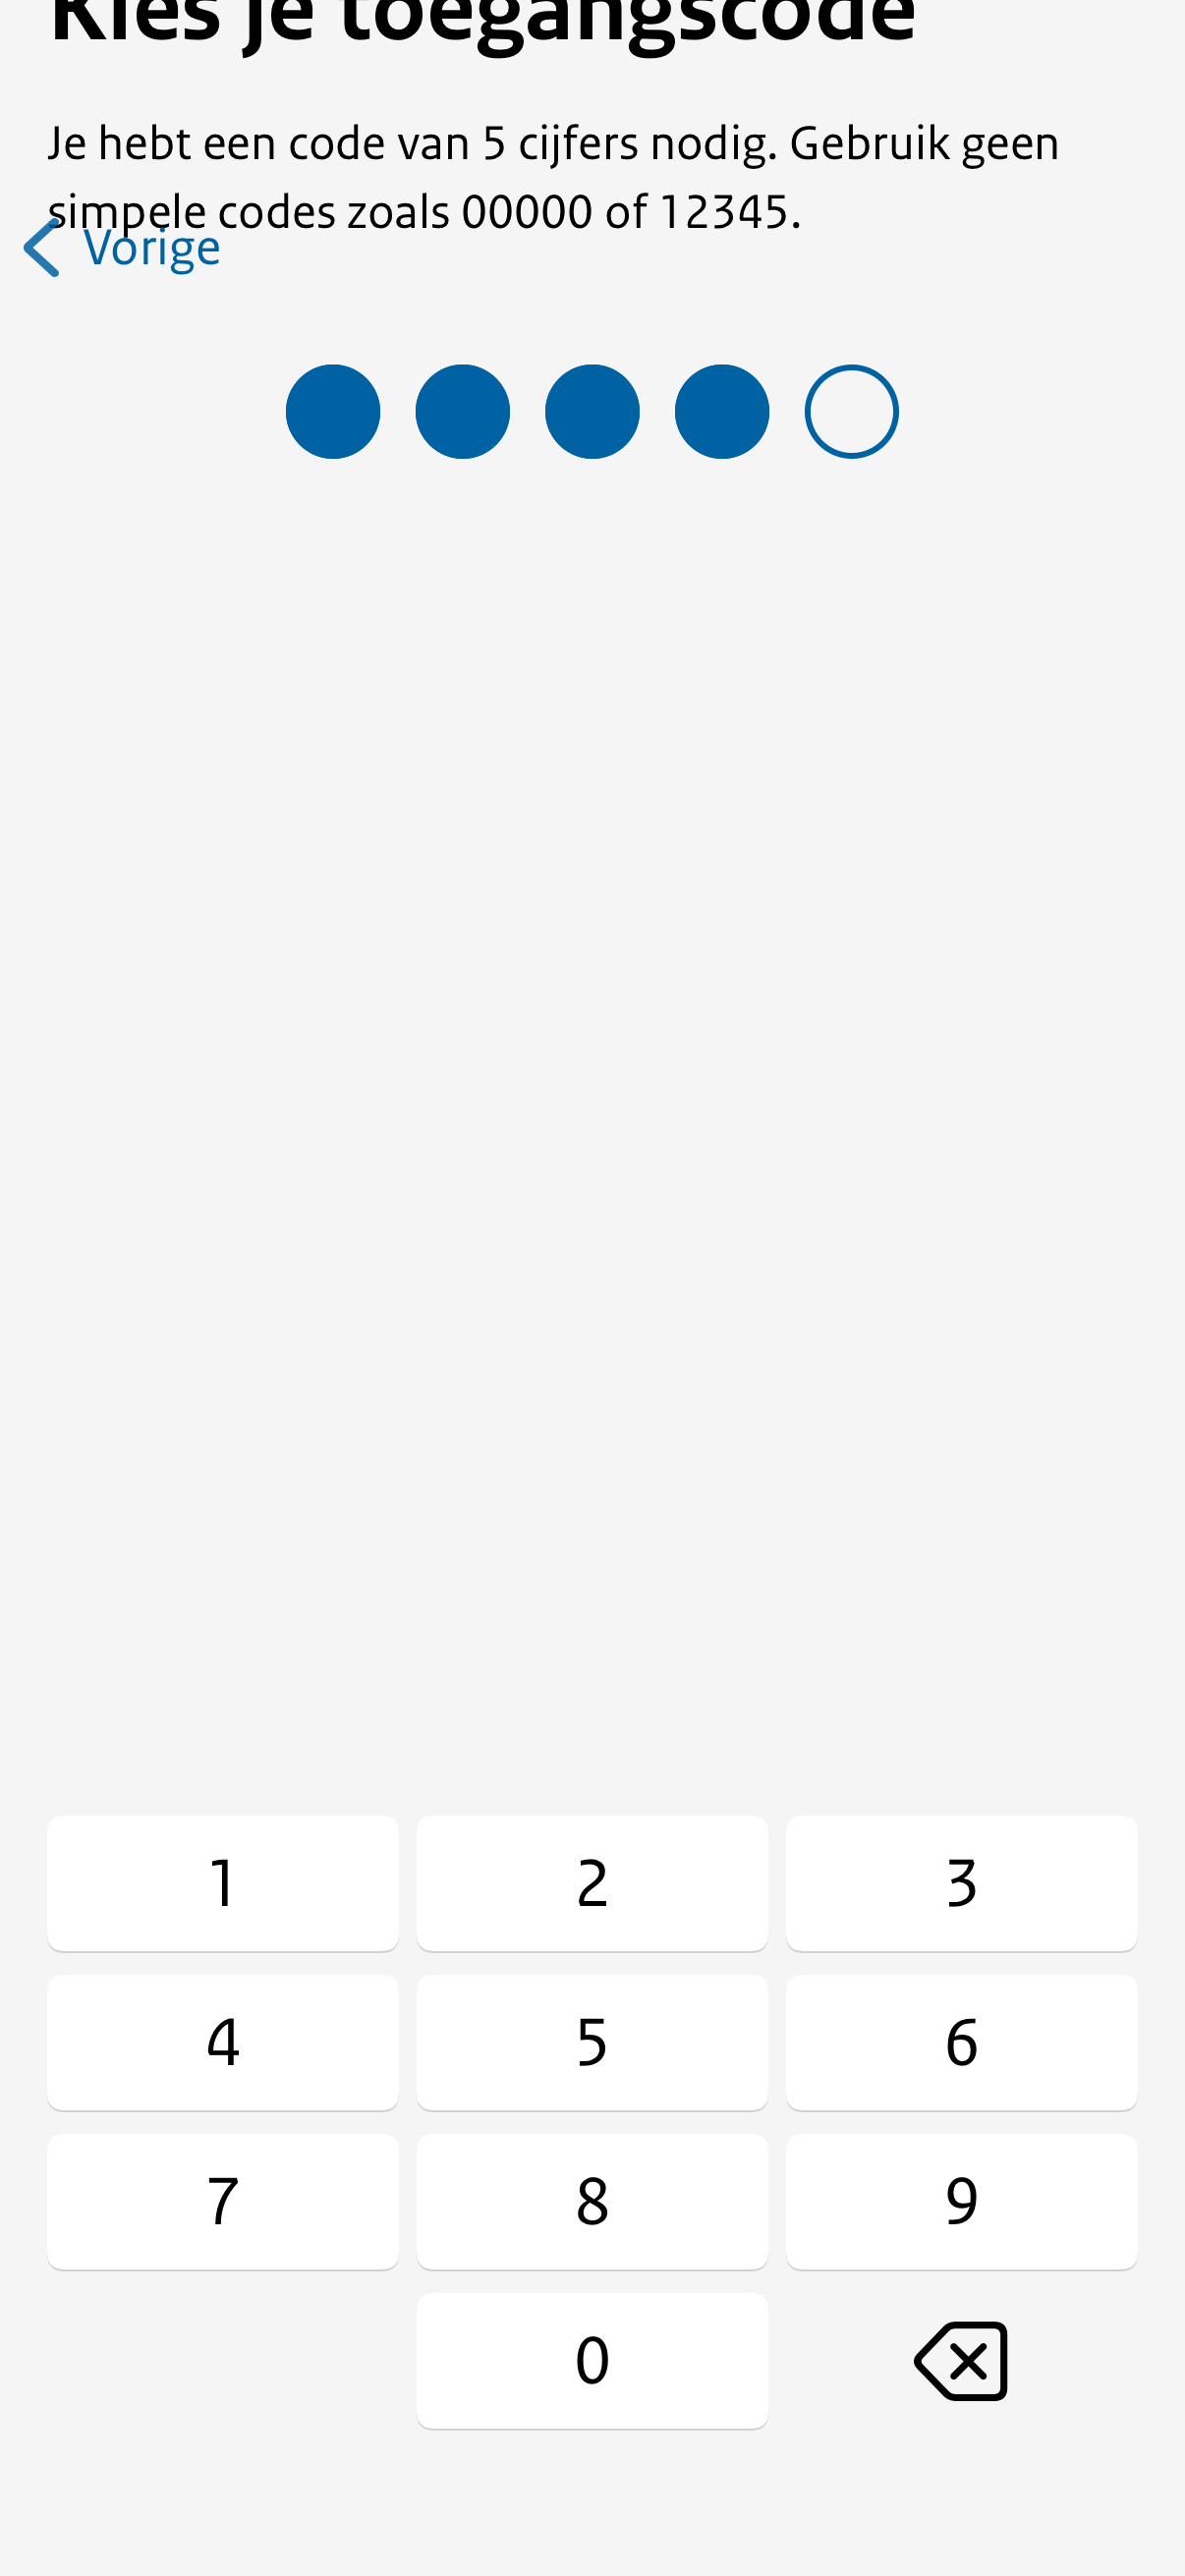 Kies je toegangscode
Je hebt een code van 5 cijfers nodig. Gebruik geen
simpele codes zoals 00000 of 12345.
Vorige
1 2 3
4 5 6
7 8 9
0